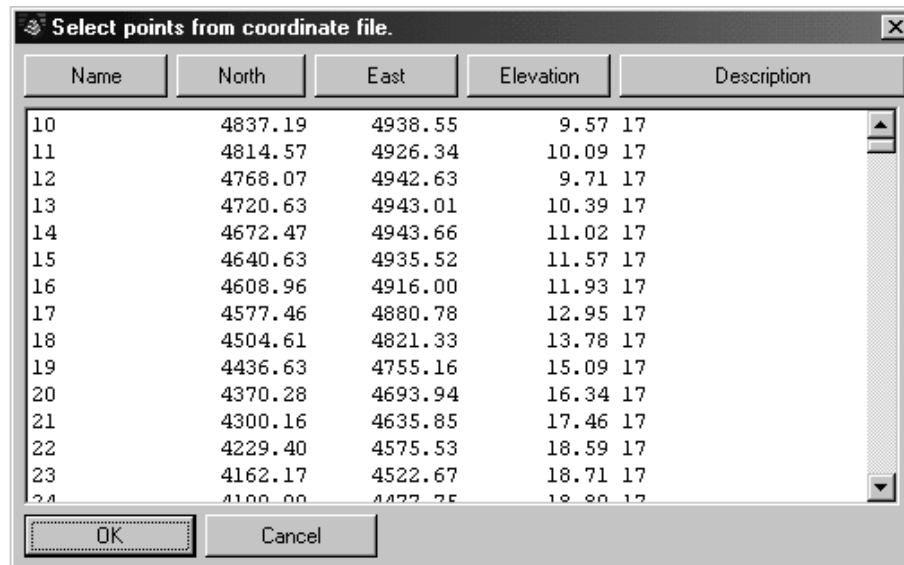 Select points from coordinate file.
Name North East Elevation Description
10 4837.19 4938.55 9.57 17
11 4814.57 4926.34 10.09 17
12 4768.07 4942.63 9.71 17
13 4720.63 4943.01 10.39 17
14 4672.47 4943.66 11.02 17
15 4640.63 4935.52 11.57 17
16 4608.96 4916.00 11.93 17
17 4577.46 4880.78 12.95 17
18 4504.61 4821.33 13.78 17
19 4436.63 4755.16 15.09 17
20 4370.28 4693.94 16.34 17
21 4300.16 4635.85 17.46 17
22 4229.40 4575.53 18.59 17
23 4162.17 4522.67 18.71 17
24 4477.75 18.80 17
OK Cancel